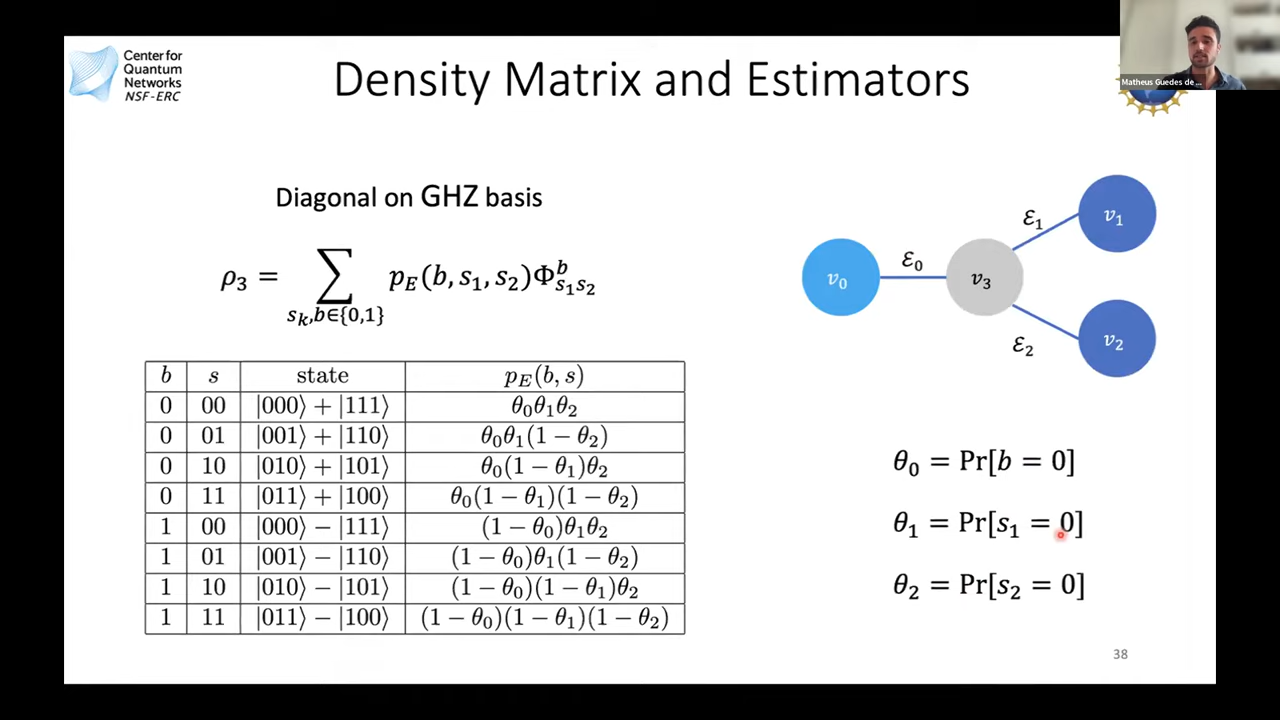 Center for
Quantum
Networks
NSF-ERC
Density Matrix and Estimators
Matheus Guedes de ...
Diagonal on GHZ basis
ρ₃ = ∑ p_E(b, s₁, s₂)Φ^b_{s₁s₂}
s_k,b∈{0,1}
b s state p_E(b, s)
0 00 |000⟩ + |111⟩ θ₀θ₁θ₂
0 01 |001⟩ + |110⟩ θ₀θ₁(1 − θ₂)
0 10 |010⟩ + |101⟩ θ₀(1 − θ₁)θ₂
0 11 |011⟩ + |100⟩ θ₀(1 − θ₁)(1 − θ₂)
1 00 |000⟩ − |111⟩ (1 − θ₀)θ₁θ₂
1 01 |001⟩ − |110⟩ (1 − θ₀)θ₁(1 − θ₂)
1 10 |010⟩ − |101⟩ (1 − θ₀)(1 − θ₁)θ₂
1 11 |011⟩ − |100⟩ (1 − θ₀)(1 − θ₁)(1 − θ₂)
v₀
ℰ₀
v₃
ℰ₁
v₁
ℰ₂
v₂
θ₀ = Pr[b = 0]
θ₁ = Pr[s₁ = 0]
θ₂ = Pr[s₂ = 0]
38